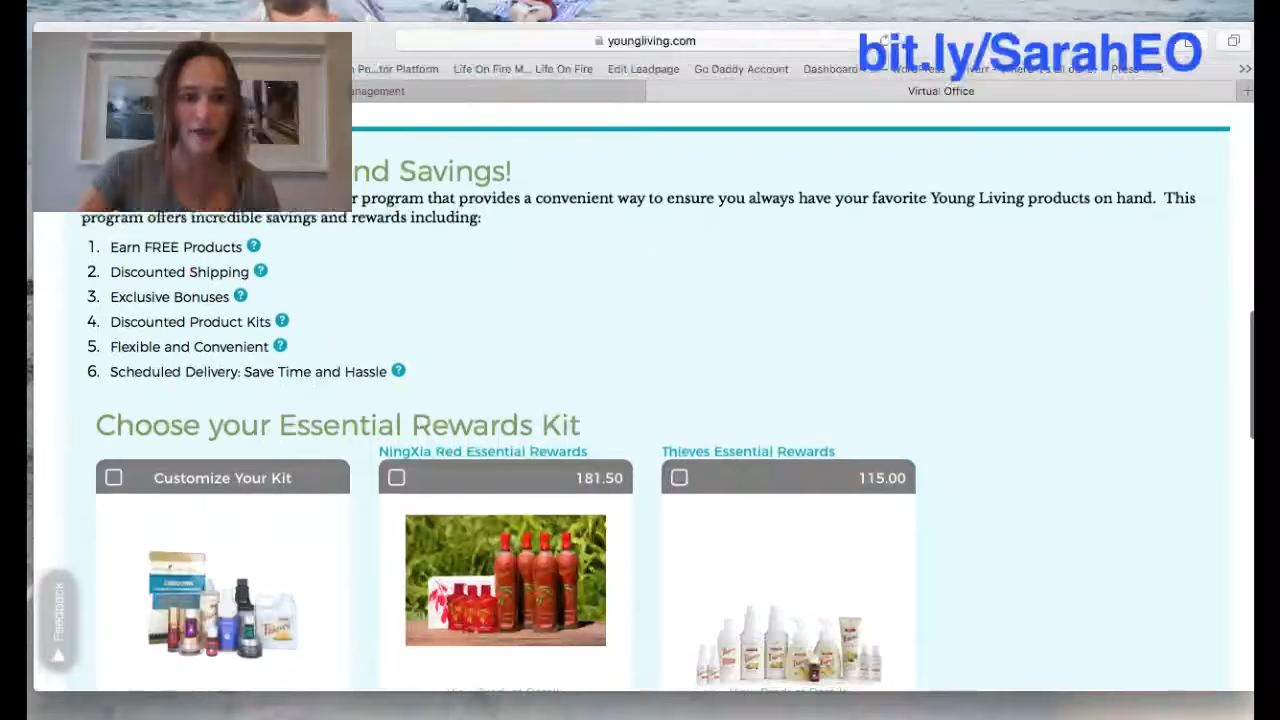 youngliving.com
bit.ly/SarahEO
tor Platform
Life On Fire M...
Life On Fire
Edit Leadpage
Go Daddy Account
Dashboard
Virtual Office
nd Savings!
r program that provides a convenient way to ensure you always have your favorite Young Living products on hand. This
program offers incredible savings and rewards including:
1. Earn FREE Products ?
2. Discounted Shipping ?
3. Exclusive Bonuses ?
4. Discounted Product Kits ?
5. Flexible and Convenient ?
6. Scheduled Delivery: Save Time and Hassle ?
Choose your Essential Rewards Kit
NingXia Red Essential Rewards
Thieves Essential Rewards
Customize Your Kit
181.50
115.00
Feedback